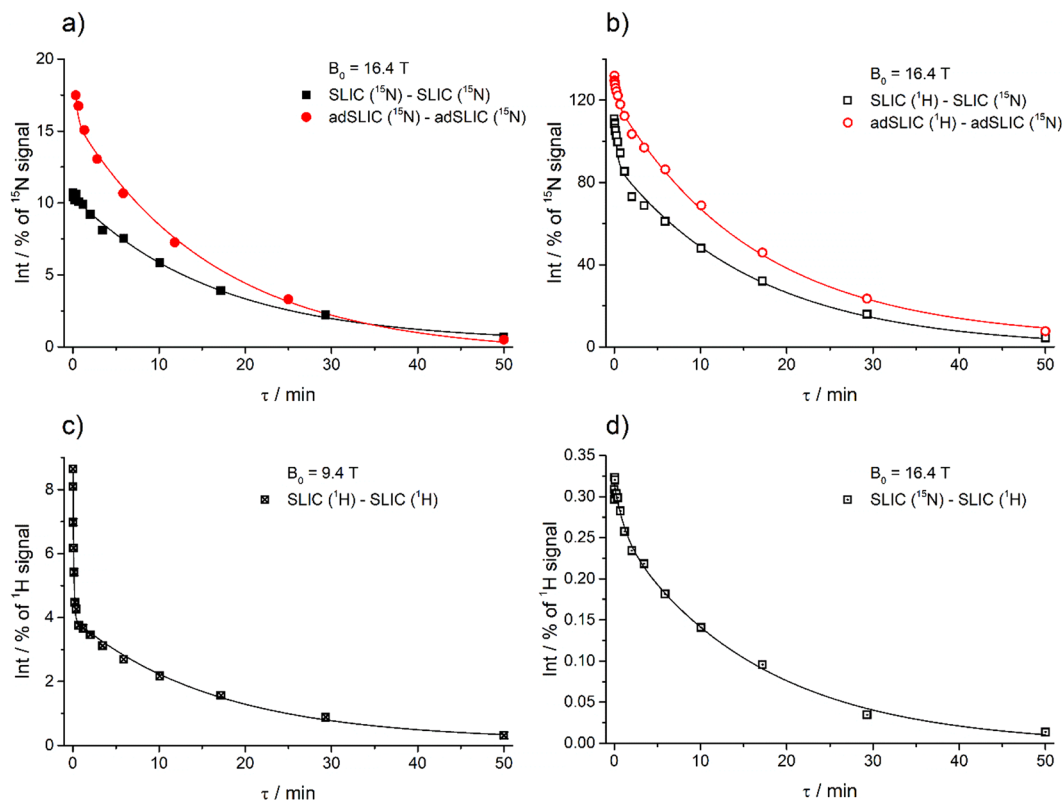 a)
B₀ = 16.4 T
SLIC (¹⁵N) - SLIC (¹⁵N)
adSLIC (¹⁵N) - adSLIC (¹⁵N)
Int / % of ¹⁵N signal
20
15
10
5
0
0 10 20 30 40 50
τ / min
b)
B₀ = 16.4 T
SLIC (¹H) - SLIC (¹⁵N)
adSLIC (¹H) - adSLIC (¹⁵N)
Int / % of ¹⁵N signal
120
80
40
0
0 10 20 30 40 50
τ / min
c)
B₀ = 9.4 T
SLIC (¹H) - SLIC (¹H)
Int / % of ¹H signal
8
6
4
2
0
0 10 20 30 40 50
τ / min
d)
B₀ = 16.4 T
SLIC (¹⁵N) - SLIC (¹H)
Int / % of ¹H signal
0.35
0.30
0.25
0.20
0.15
0.10
0.05
0.00
0 10 20 30 40 50
τ / min